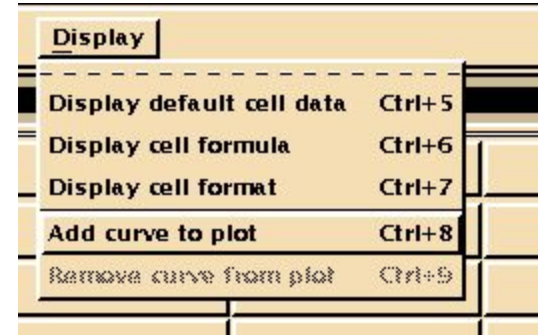 Display
Display default cell data Ctrl+5
Display cell formula Ctrl+6
Display cell format Ctrl+7
Add curve to plot Ctrl+8
Remove curve from plot Ctrl+9